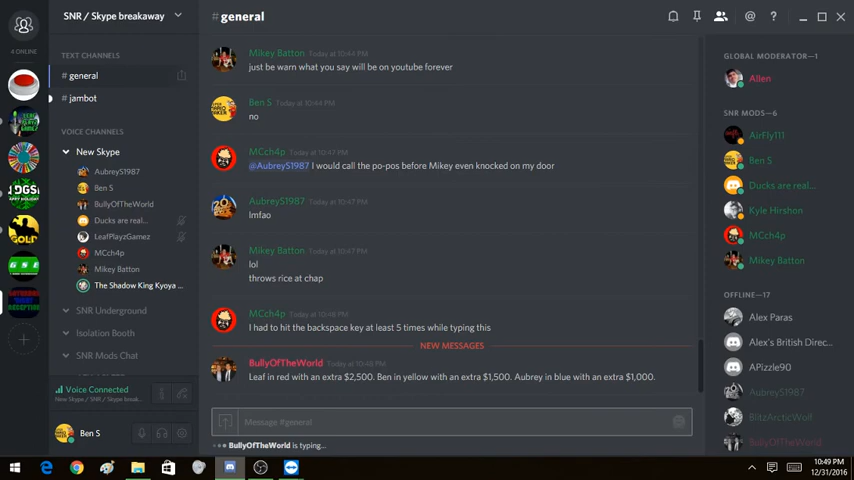 SNR / Skype breakaway
#general
4 ONLINE
TEXT CHANNELS
# general
# jambot
VOICE CHANNELS
New Skype
AubreyS1987
Ben S
BullyOfTheWorld
Ducks are real...
LeafPlayzGamez
MCch4p
Mikey Batton
The Shadow King Kyoya ...
SNR Underground
Isolation Booth
SNR Mods Chat
Voice Connected
New Skype / SNR / Skype break...
Ben S
Mikey Batton Today at 10:44 PM
just be warn what you say will be on youtube forever
Ben S Today at 10:44 PM
no
MCch4p Today at 10:47 PM
@AubreyS1987 I would call the po-pos before Mikey even knocked on my door
AubreyS1987 Today at 10:47 PM
lmfao
Mikey Batton Today at 10:47 PM
lol
throws rice at chap
MCch4p Today at 10:48 PM
I had to hit the backspace key at least 5 times while typing this
NEW MESSAGES
BullyOfTheWorld Today at 10:48 PM
Leaf in red with an extra $2,500. Ben in yellow with an extra $1,500. Aubrey in blue with an extra $1,000.
Message #general
BullyOfTheWorld is typing...
GLOBAL MODERATOR—1
Allen
SNR MODS—6
AirFly111
Ben S
Ducks are real...
Kyle Hirshon
MCch4p
Mikey Batton
OFFLINE—17
Alex Paras
Alex's British Direc...
APizzle90
AubreyS1987
BlitzArcticWolf
BullyOfTheWorld
10:49 PM
12/31/2016